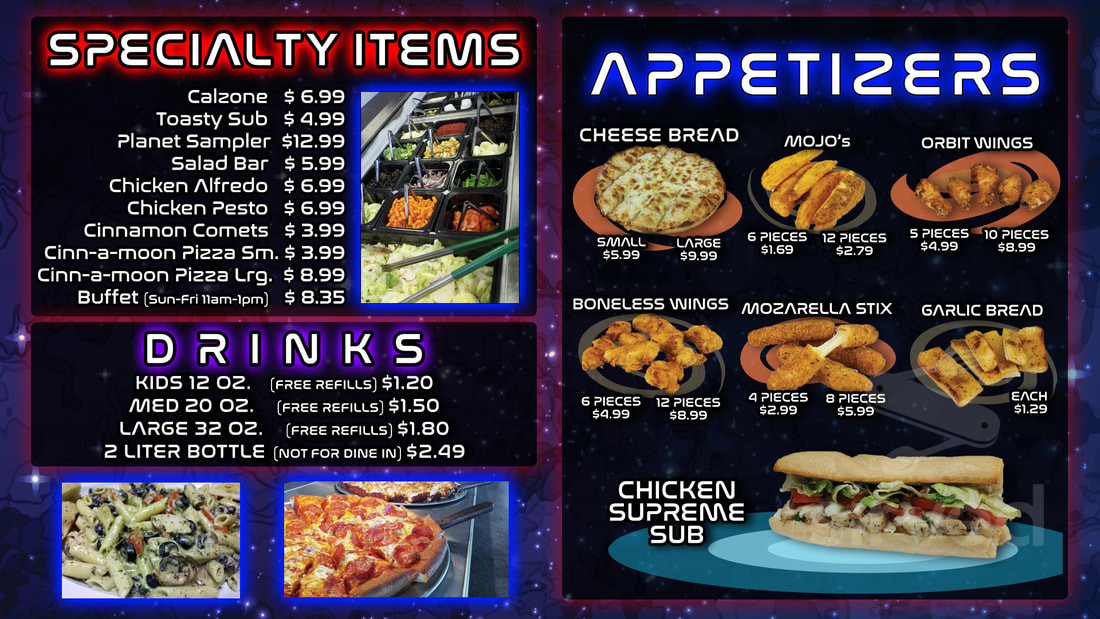 SPECIALTY ITEMS
Calzone $ 6.99
Toasty Sub $ 4.99
Planet Sampler $12.99
Salad Bar $ 5.99
Chicken Alfredo $ 6.99
Chicken Pesto $ 6.99
Cinnamon Comets $ 3.99
Cinn-a-moon Pizza Sm. $ 3.99
Cinn-a-moon Pizza Lrg. $ 8.99
Buffet (Sun-Fri 11am-1pm) $ 8.35
DRINKS
KIDS 12 OZ. (FREE REFILLS) $1.20
MED 20 OZ. (FREE REFILLS) $1.50
LARGE 32 OZ. (FREE REFILLS) $1.80
2 LITER BOTTLE (NOT FOR DINE IN) $2.49
APPETIZERS
CHEESE BREAD
SMALL LARGE
$5.99 $9.99
MOJO's
6 PIECES 12 PIECES
$1.69 $2.79
ORBIT WINGS
5 PIECES 10 PIECES
$4.99 $8.99
BONELESS WINGS
6 PIECES 12 PIECES
$4.99 $8.99
MOZARELLA STIX
4 PIECES 8 PIECES
$2.99 $5.99
GARLIC BREAD
EACH
$1.29
CHICKEN
SUPREME
SUB